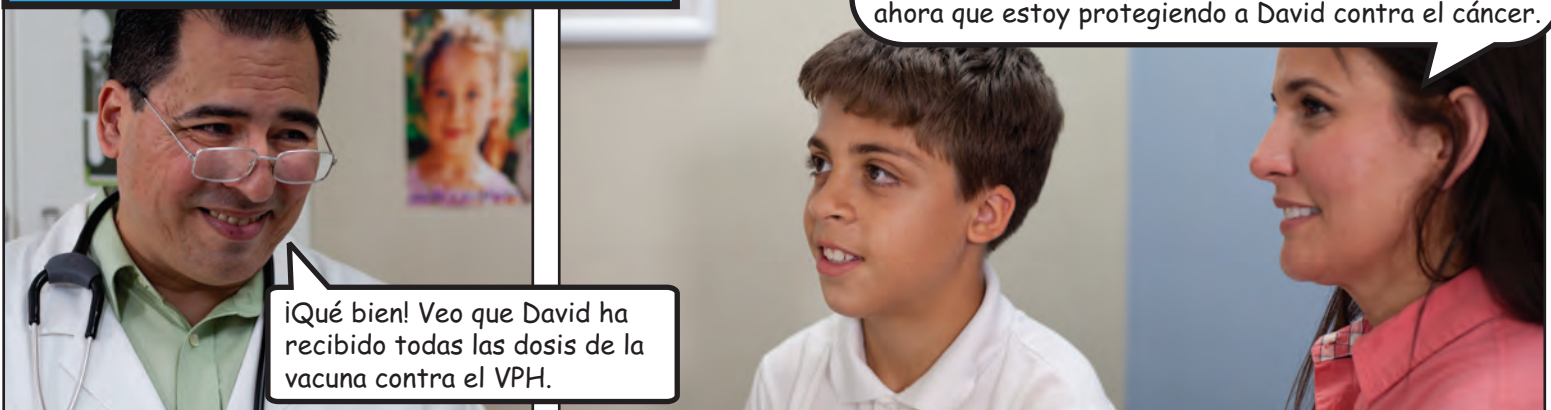 ¡Qué bien! Veo que David ha
recibido todas las dosis de la
vacuna contra el VPH.
ahora que estoy protegiendo a David contra el cáncer.